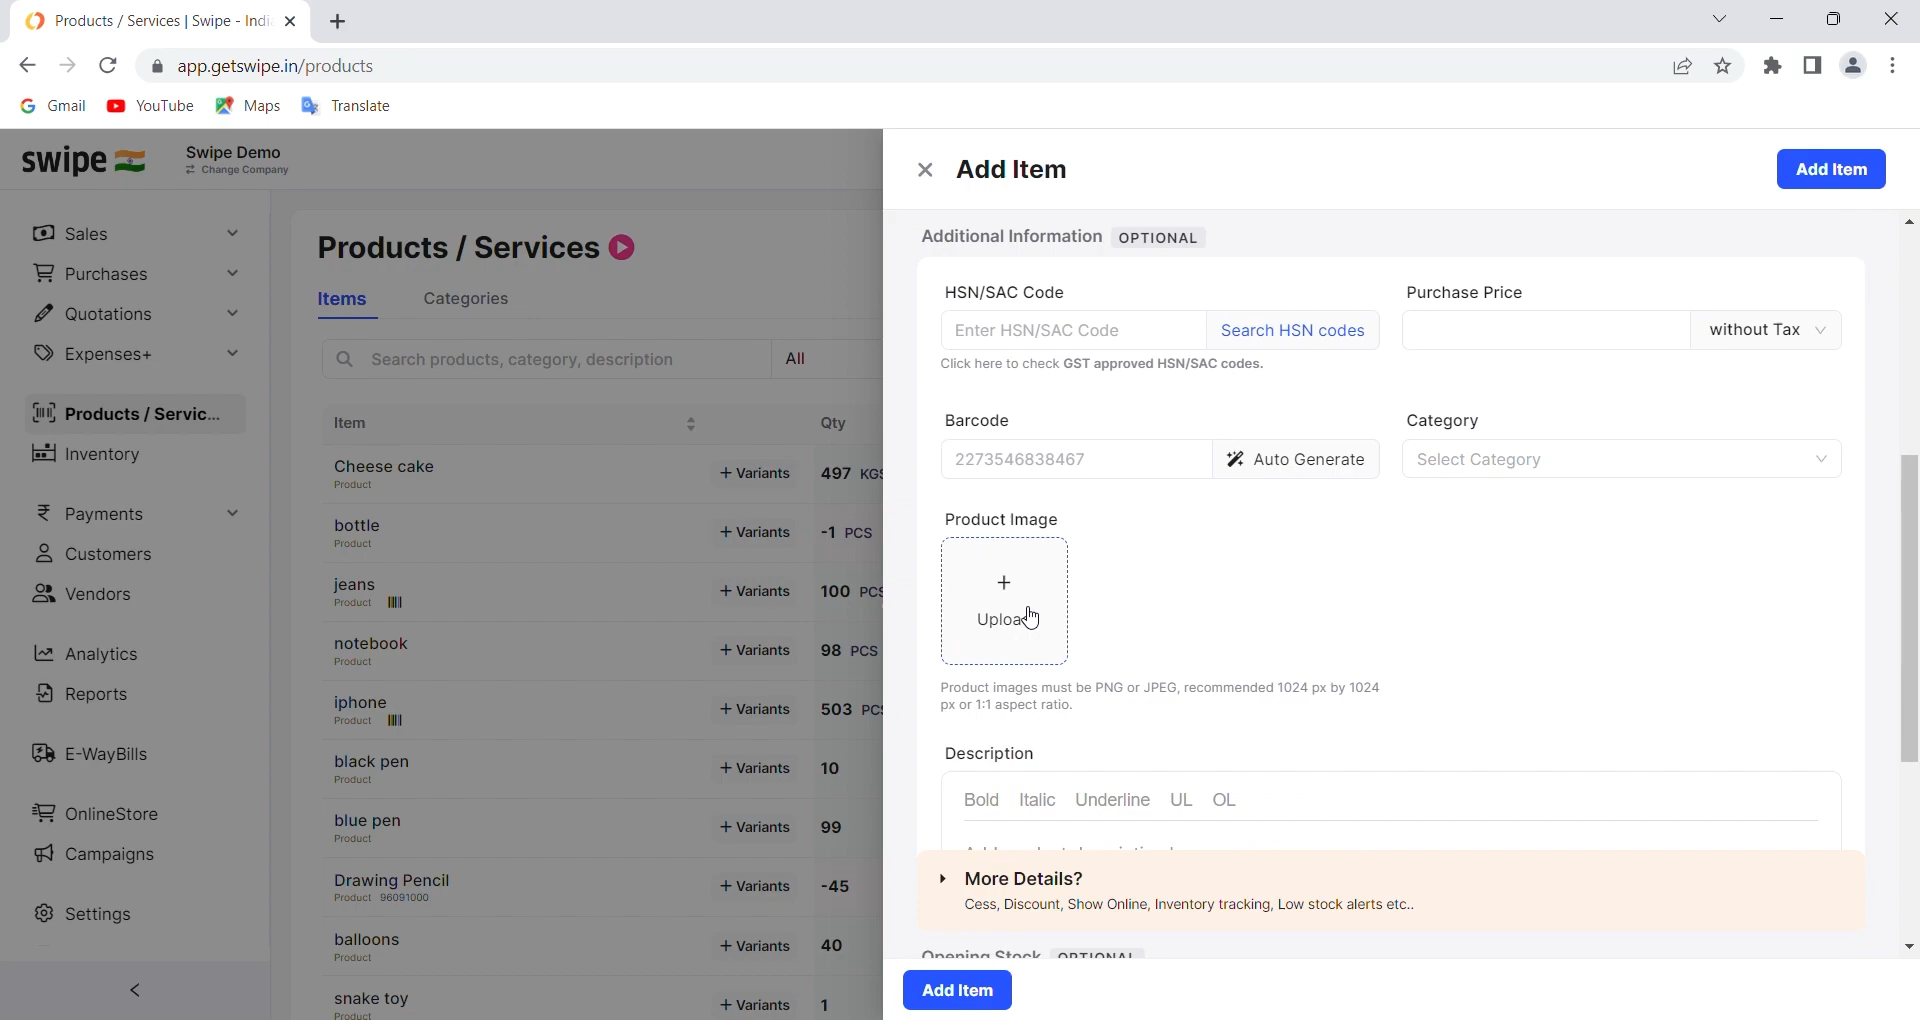 Products / Services | Swipe - Indi
app.getswipe.in/products
Gmail YouTube Maps Translate
swipe Swipe Demo
Change Company
Sales
Purchases
Quotations
Expenses+
Products / Servic...
Inventory
Payments
Customers
Vendors
Analytics
Reports
E-WayBills
OnlineStore
Campaigns
Settings
Products / Services
Items Categories
Search products, category, description All
Item Qty
Cheese cake + Variants 497 KGS
Product
bottle + Variants -1 PCS
Product
jeans + Variants 100 PCS
Product
notebook + Variants 98 PCS
Product
iphone + Variants 503 PCS
Product
black pen + Variants 10
Product
blue pen + Variants 99
Product
Drawing Pencil + Variants -45
Product 96091000
balloons + Variants 40
Product
snake toy + Variants 1
Product
Add Item Add Item
Additional Information OPTIONAL
HSN/SAC Code Purchase Price
Enter HSN/SAC Code Search HSN codes without Tax
Click here to check GST approved HSN/SAC codes.
Barcode Category
2273546838467 Auto Generate Select Category
Product Image
+
Uploa
Product images must be PNG or JPEG, recommended 1024 px by 1024
px or 1:1 aspect ratio.
Description
Bold Italic Underline UL OL
More Details?
Cess, Discount, Show Online, Inventory tracking, Low stock alerts etc..
Opening Stock OPTIONAL
Add Item